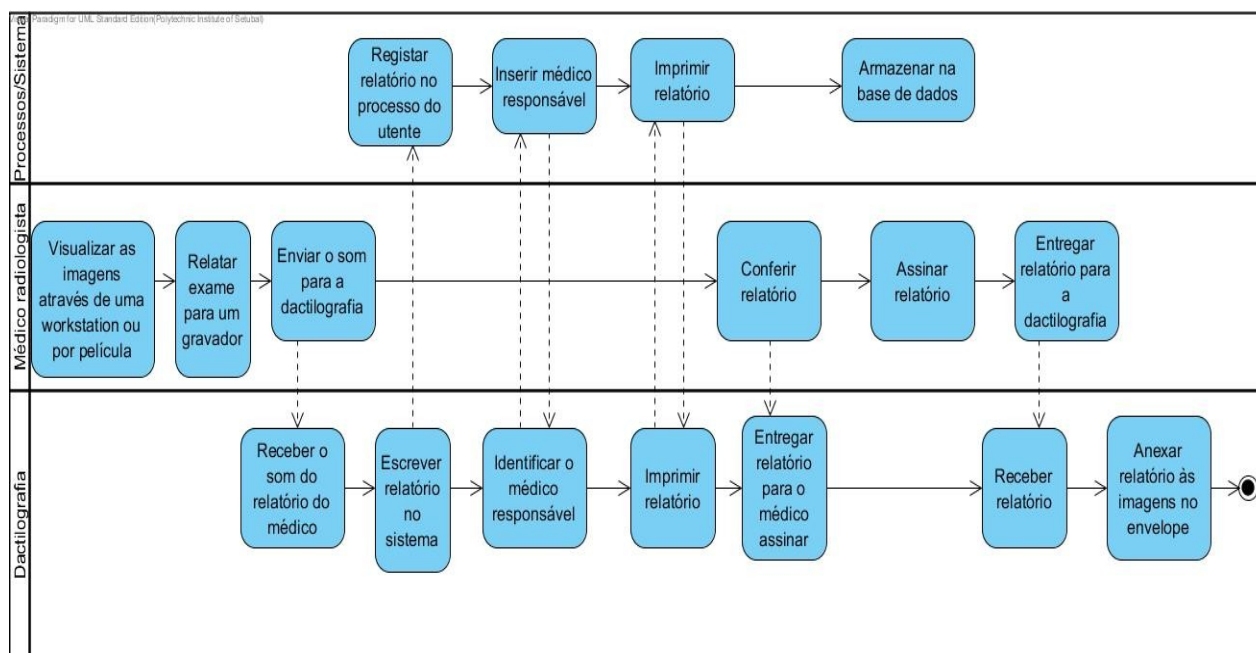 Visual Paradigm for UML Standard Edition(Polytechnic Institute of Setubal)
Processos/Sistema
Registar
relatório no
processo do
utente
Inserir médico
responsável
Imprimir
relatório
Armazenar na
base de dados
Médico radiologista
Visualizar as
imagens
através de uma
workstation ou
por película
Relatar
exame
para um
gravador
Enviar o som
para a
dactilografia
Conferir
relatório
Assinar
relatório
Entregar
relatório para
a
dactilografia
Dactilografia
Receber o
som do
relatório do
médico
Escrever
relatório
no
sistema
Identificar o
médico
responsável
Imprimir
relatório
Entregar
relatório
para o
médico
assinar
Receber
relatório
Anexar
relatório às
imagens no
envelope